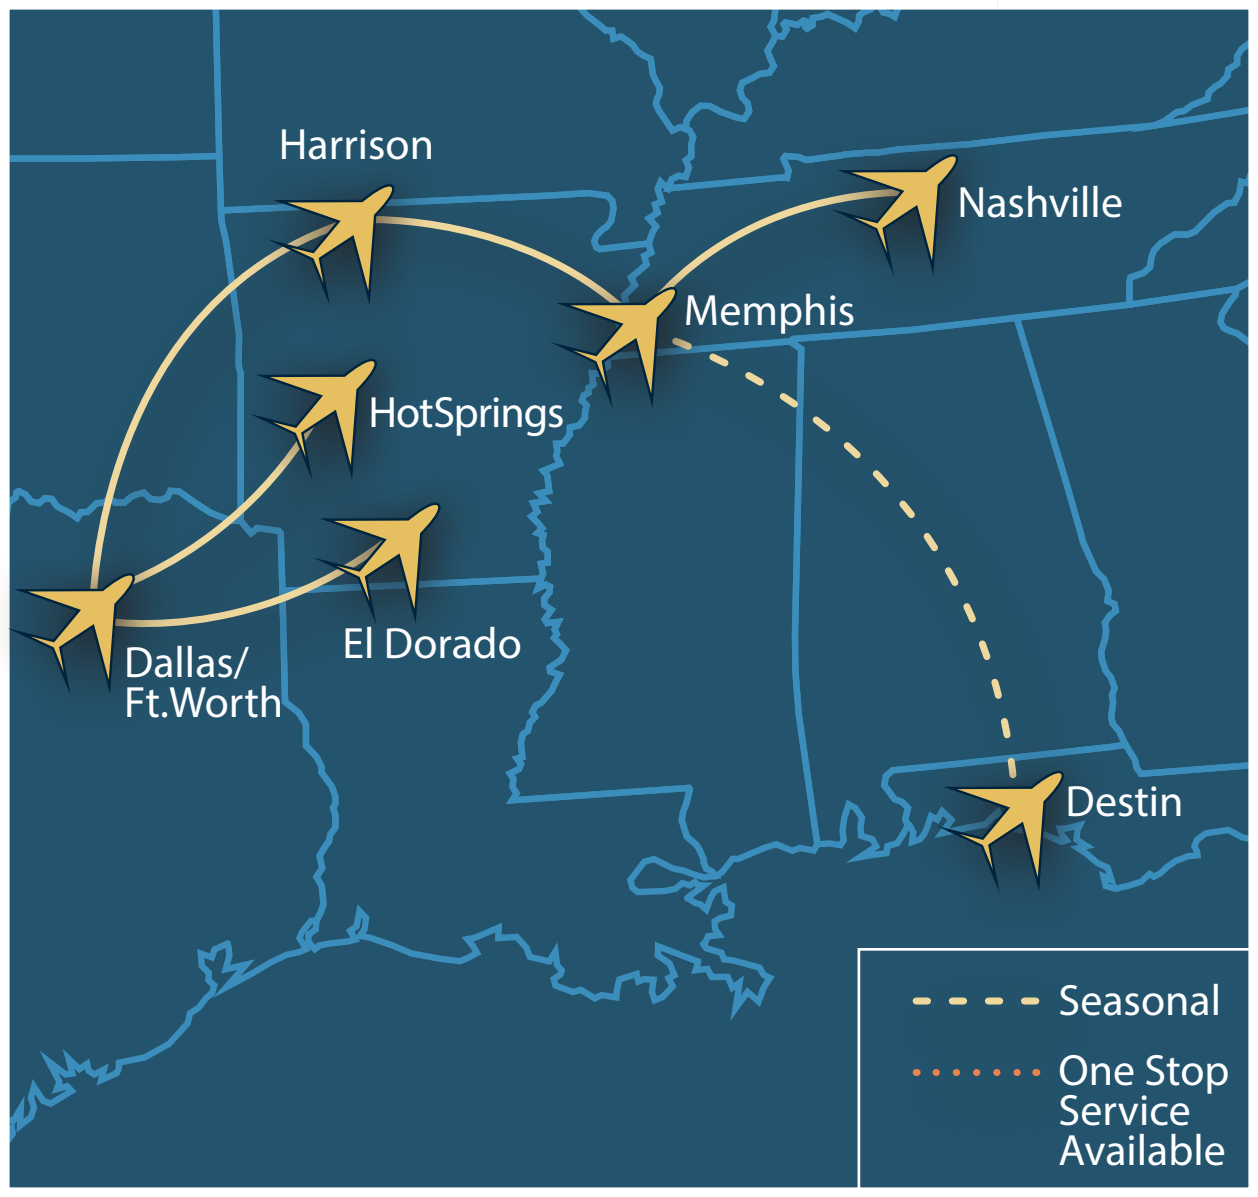 Harrison
Nashville
Memphis
HotSprings
El Dorado
Dallas/
Ft.Worth
Destin
Seasonal
One Stop
Service
Available